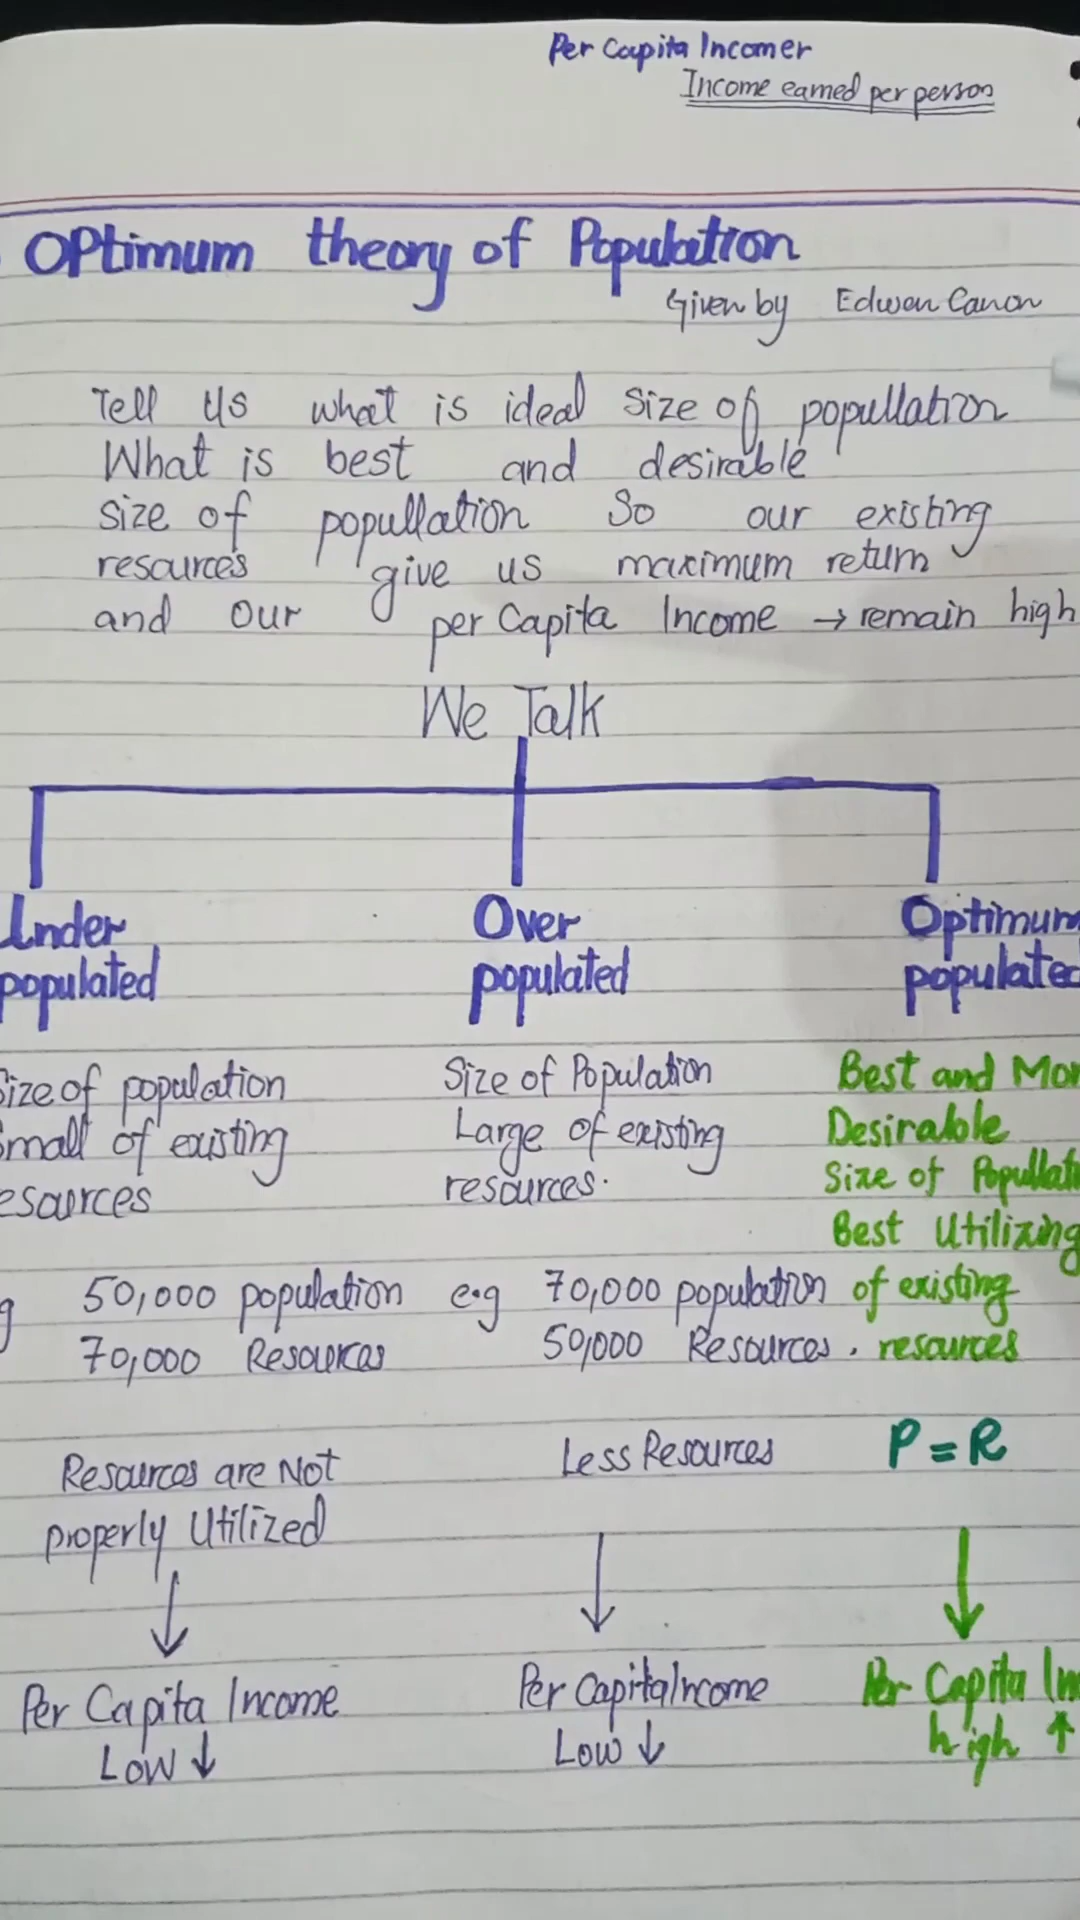 Per Capita Incomer
Income earned per person
Optimum theory of Population
Given by Edwen Canon
Tell us what is ideal size of popullation
What is best and desirable
size of popullation so our existing
resources give us maximum return
and our per Capita Income → remain high
We Talk
Under
populated
Size of population
small of existing
resources
50,000 population
70,000 Resources
Resources are Not
properly Utilized
Per Capita Income
Low ↓
Over
populated
Size of Population
Large of existing
resources.
e.g 70,000 population
50,000 Resources.
Less Resources
Per Capita Income
Low ↓
Optimum
populated
Best and Mor
Desirable
Size of Popullati
Best Utilizing
of existing
resources
P = R
Per Capita In
high ↑